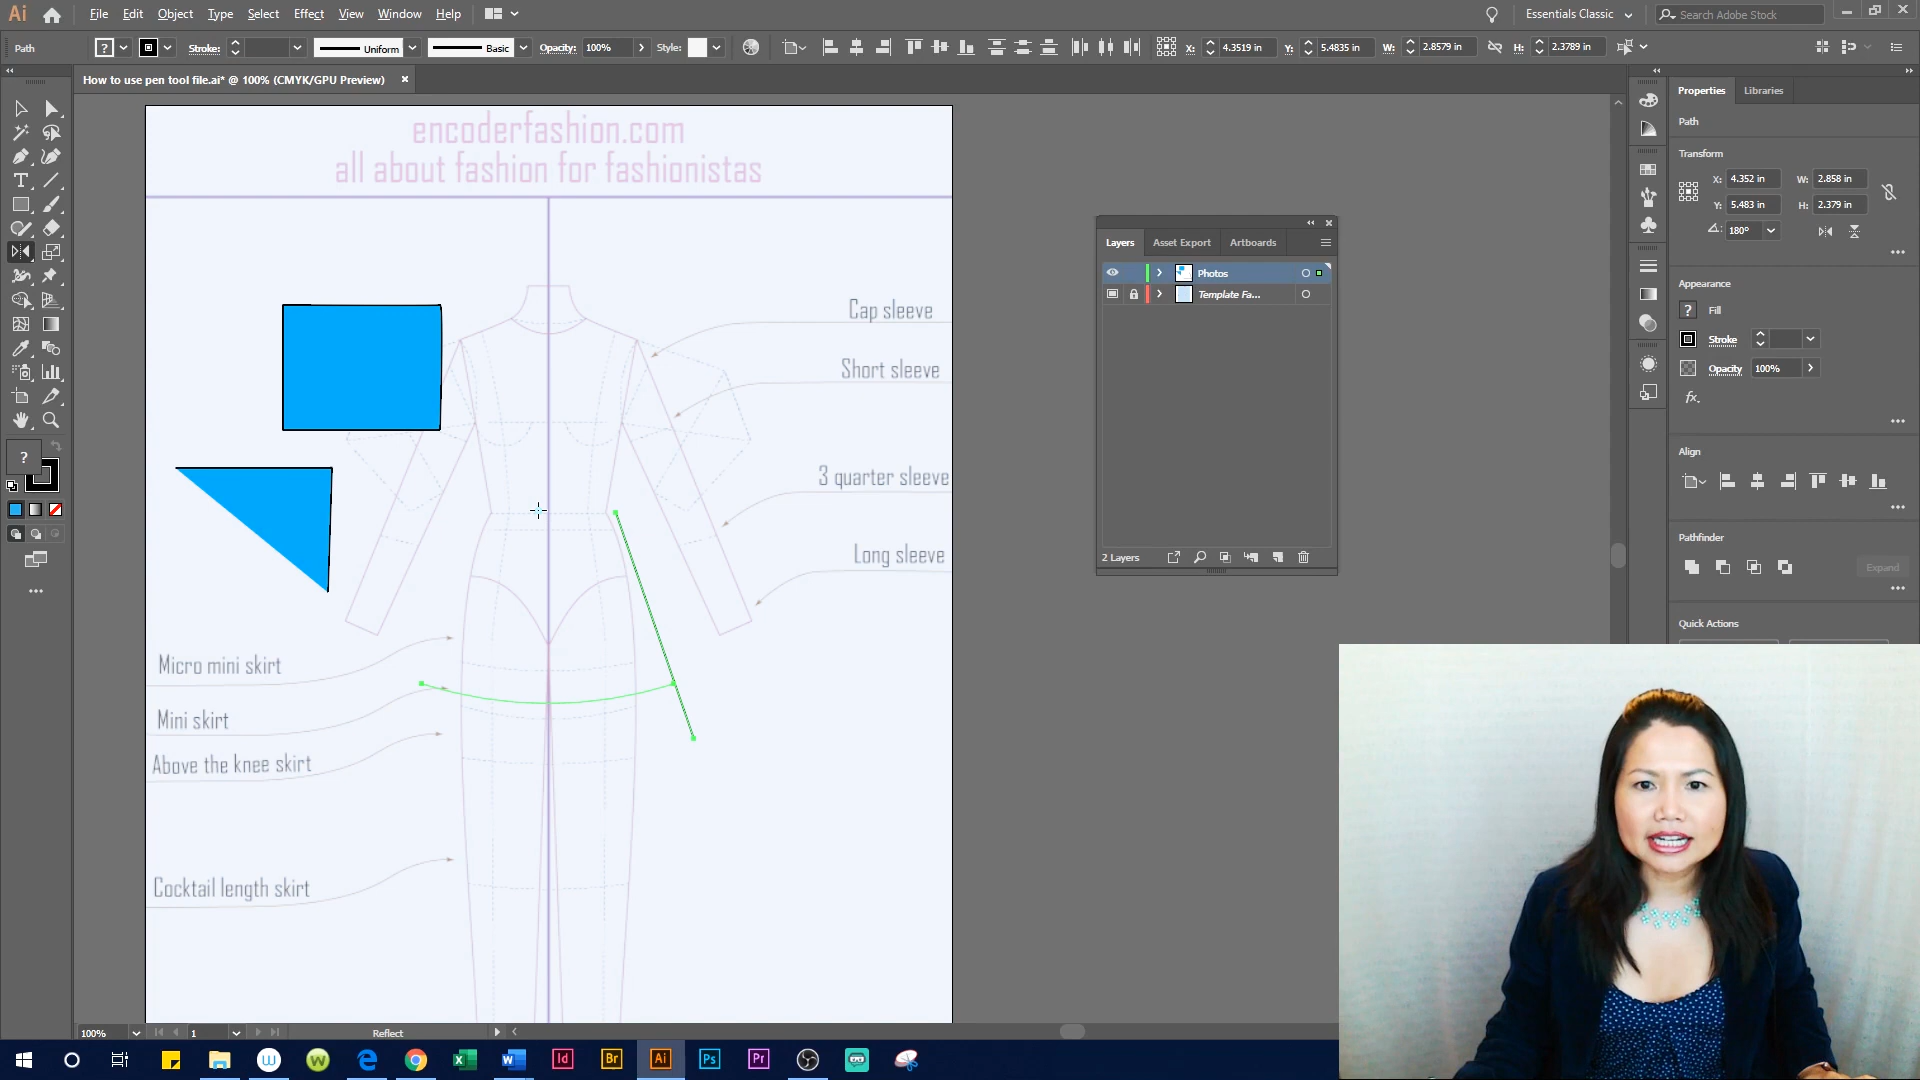 Ai File Edit Object Type Select Effect View Window Help Essentials Classic Search Adobe Stock
Path ? Stroke: Uniform Basic Opacity: 100% Style: X: 4.3519 in Y: 5.4835 in W: 2.8579 in H: 2.3789 in
How to use pen tool file.ai* @ 100% (CMYK/GPU Preview)
Properties Libraries
Path
Transform
X: 4.352 in W: 2.858 in
Y: 5.483 in H: 2.379 in
180°
Appearance
? Fill
Stroke
Opacity 100%
fx.
Align
Pathfinder
Expand
Quick Actions
encoderfashion.com
all about fashion for fashionistas
Layers Asset Export Artboards
Photos
Template Fa...
2 Layers
Cap sleeve
Short sleeve
3 quarter sleeve
Long sleeve
Micro mini skirt
Mini skirt
Above the knee skirt
Cocktail length skirt
?
100% 1 Reflect
W Id Br Ai Ps Pr